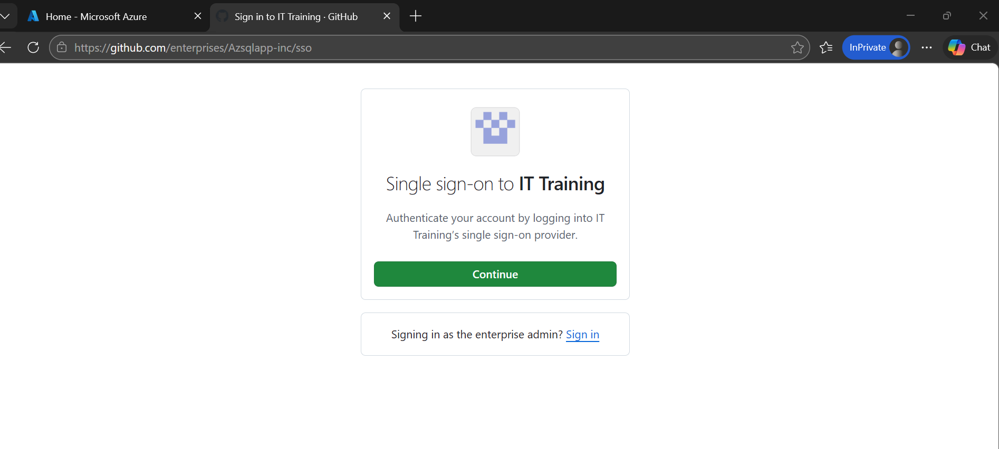 Home - Microsoft Azure
Sign in to IT Training · GitHub
https://github.com/enterprises/Azsqlapp-inc/sso
InPrivate
Chat
Single sign-on to IT Training
Authenticate your account by logging into IT
Training’s single sign-on provider.
Continue
Signing in as the enterprise admin? Sign in